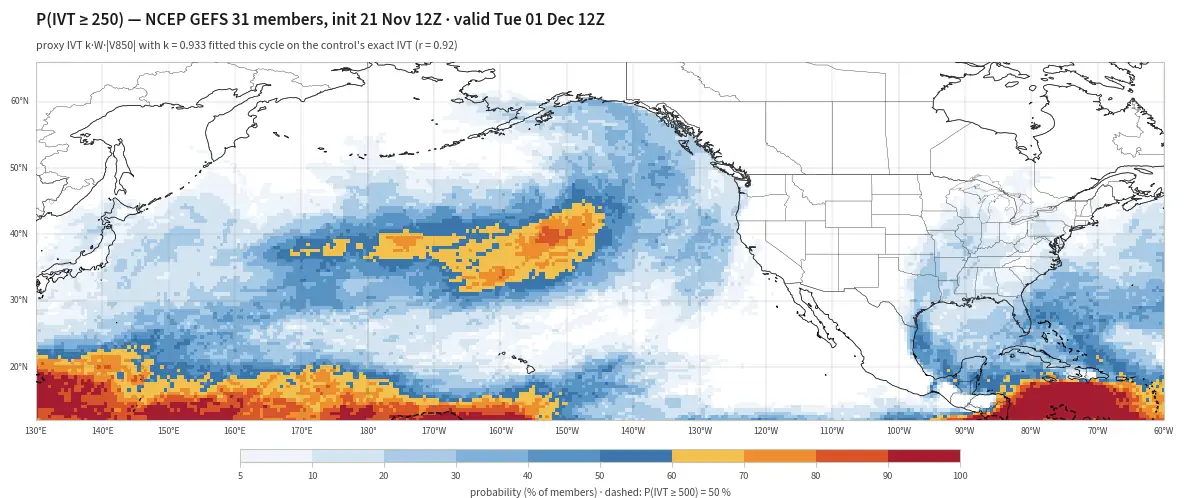 P(IVT ≥ 250) — NCEP GEFS 31 members, init 21 Nov 12Z · valid Tue 01 Dec 12Z
proxy IVT k·W·|V850| with k = 0.933 fitted this cycle on the control's exact IVT (r = 0.92)
60°N
50°N
40°N
30°N
20°N
130°E 140°E 150°E 160°E 170°E 180° 170°W 160°W 150°W 140°W 130°W 120°W 110°W 100°W 90°W 80°W 70°W 60°W
5 10 20 30 40 50 60 70 80 90 100
probability (% of members) · dashed: P(IVT ≥ 500) = 50 %